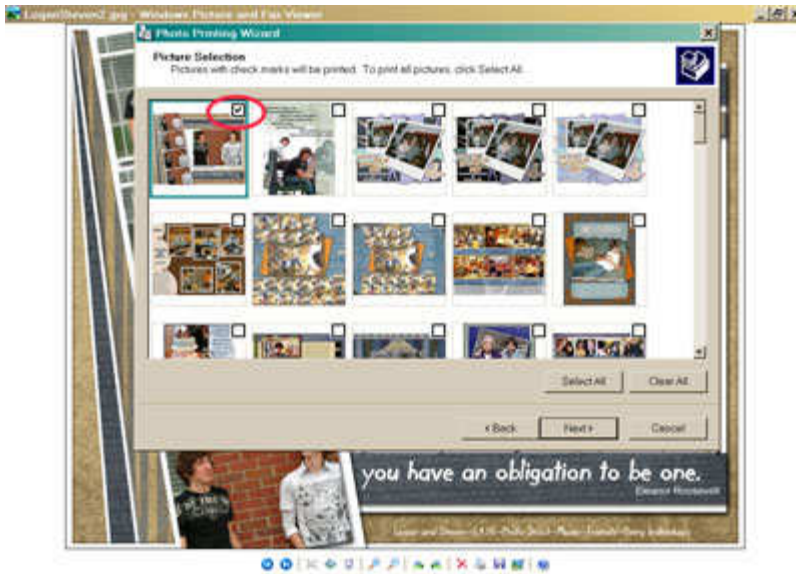 LoganSteven2.jpg - Windows Picture and Fax Viewer
Photo Printing Wizard
Picture Selection
Pictures with check marks will be printed. To print all pictures, click Select All.
Select All
Clear All
< Back
Next >
Cancel
you have an obligation to be one.
Eleanor Roosevelt